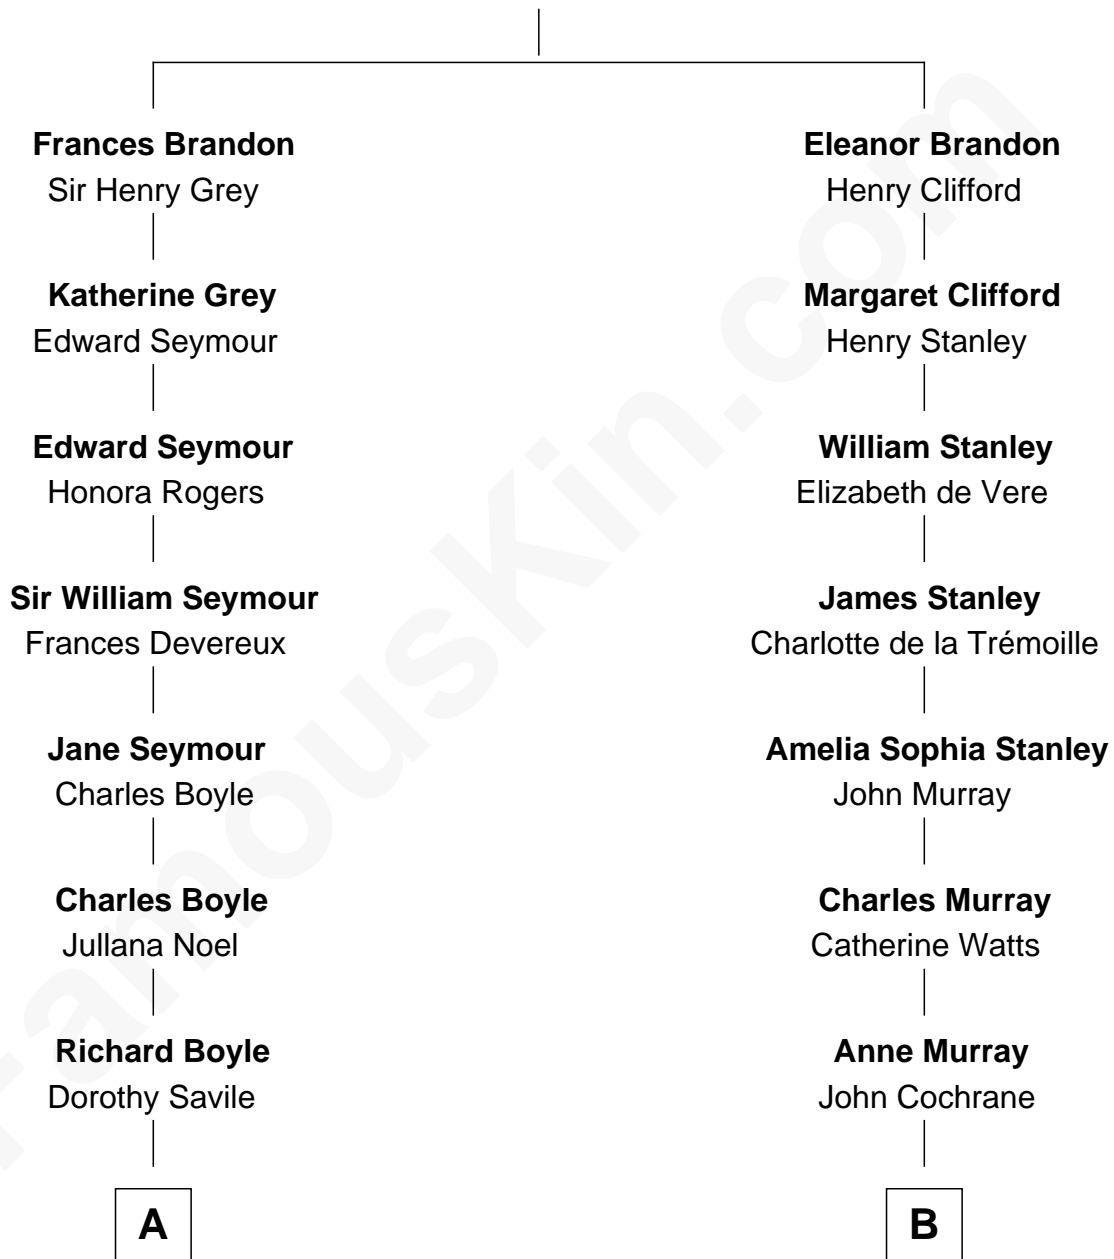 Frances Brandon
Sir Henry Grey
Katherine Grey
Edward Seymour
Edward Seymour
Honora Rogers
Sir William Seymour
Frances Devereux
Jane Seymour
Charles Boyle
Charles Boyle
Jullana Noel
Richard Boyle
Dorothy Savile
A
Eleanor Brandon
Henry Clifford
Margaret Clifford
Henry Stanley
William Stanley
Elizabeth de Vere
James Stanley
Charlotte de la Trémoille
Amelia Sophia Stanley
John Murray
Charles Murray
Catherine Watts
Anne Murray
John Cochrane
B
FamousKin.com